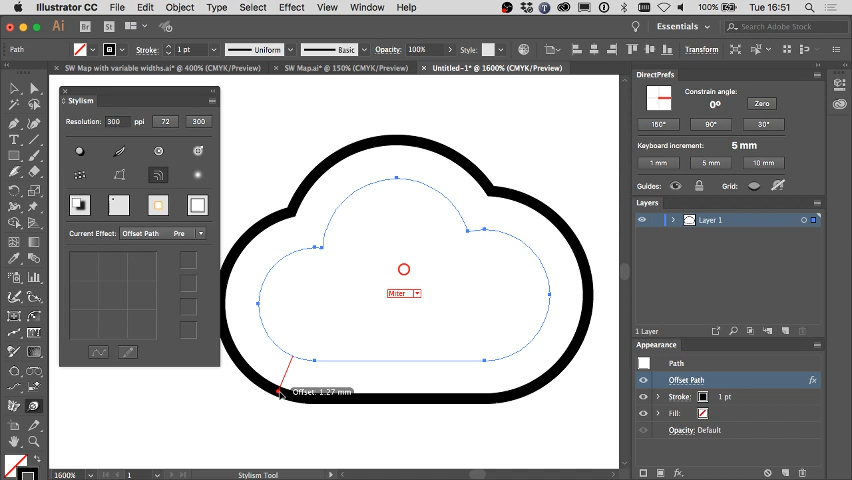 Illustrator CC File Edit Object Type Select Effect View Window Help
100% Tue 16:51
Ai Essentials Search Adobe Stock
Path Stroke: 1 pt Uniform Basic Opacity: 100% Style: Transform
SW Map with variable widths.ai* @ 400% (CMYK/Preview) SW Map.ai* @ 150% (CMYK/Preview) Untitled-1* @ 1600% (CMYK/Preview)
Stylism
Resolution: 300 ppi 72 300
Current Effect: Offset Path Pre
Miter
Offset: 1.27 mm
DirectPrefs
Constrain angle:
0º
Zero
150° 90° 30°
Keyboard increment: 5 mm
1 mm 5 mm 10 mm
Guides: Grid:
Layers
Layer 1
1 Layer
Appearance
Path
Offset Path fx
Stroke: 1 pt
Fill:
Opacity: Default
fx
1600% 1 Stylism Tool